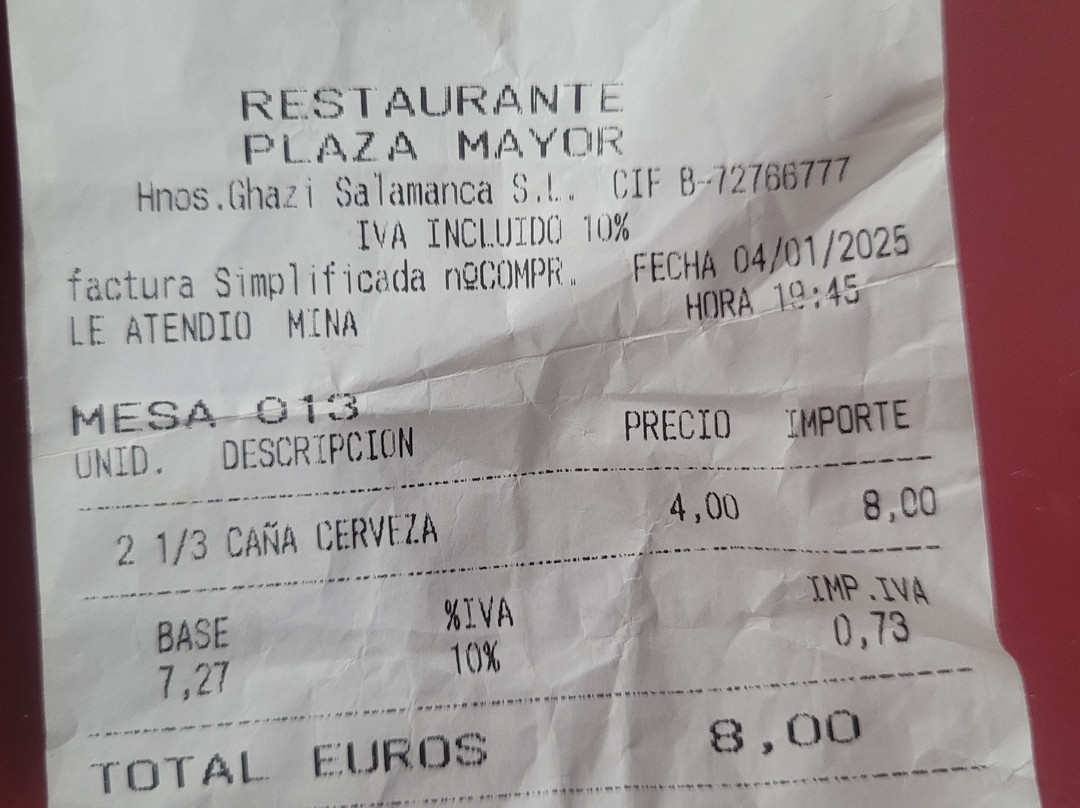 RESTAURANTE
PLAZA MAYOR
Hnos.Ghazi Salamanca S.L. CIF B-72766777
IVA INCLUIDO 10%
factura Simplificada nºCOMPR. FECHA 04/01/2025
LE ATENDIO MINA HORA 19:45
MESA 013
UNID. DESCRIPCION PRECIO IMPORTE
2 1/3 CAÑA CERVEZA 4,00 8,00
BASE %IVA IMP.IVA
7,27 10% 0,73
TOTAL EUROS 8,00